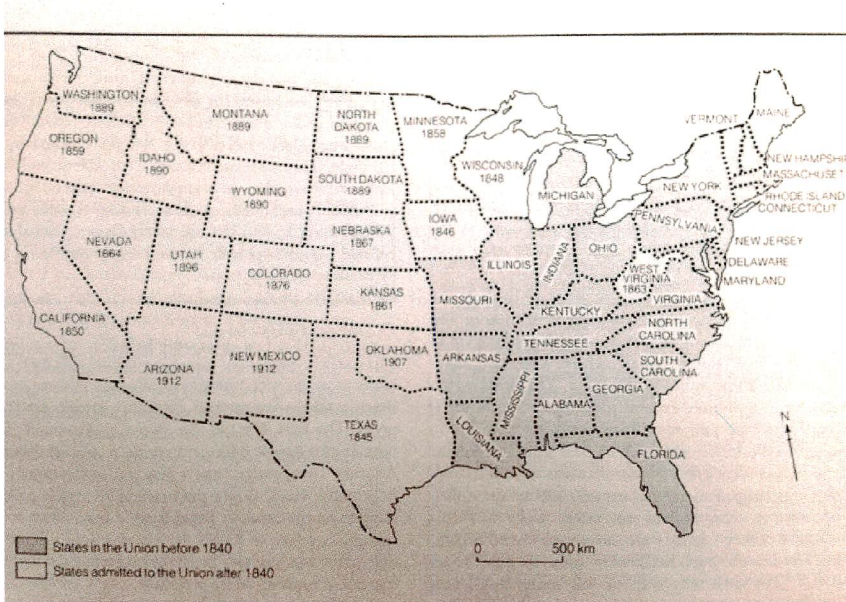 WASHINGTON
1889
OREGON
1859
IDAHO
1890
MONTANA
1889
NORTH
DAKOTA
1889
MINNESOTA
1858
SOUTH DAKOTA
1889
WISCONSIN
1848
MICHIGAN
VERMONT
MAINE
NEW HAMPSHIR
MASSACHUSET
RHODE ISLAND
CONNECTICUT
NEW YORK
PENNSYLVANIA
NEW JERSEY
DELAWARE
MARYLAND
WYOMING
1890
NEBRASKA
1867
IOWA
1846
ILLINOIS
INDIANA
OHIO
WEST
VIRGINIA
1863
VIRGINIA
NEVADA
1864
UTAH
1896
COLORADO
1876
KANSAS
1861
MISSOURI
KENTUCKY
CALIFORNIA
1850
ARIZONA
1912
NEW MEXICO
1912
OKLAHOMA
1907
ARKANSAS
TENNESSEE
NORTH
CAROLINA
SOUTH
CAROLINA
TEXAS
1845
LOUISIANA
MISSISSIPPI
ALABAMA
GEORGIA
FLORIDA
N
States in the Union before 1840
States admitted to the Union after 1840
0 500 km